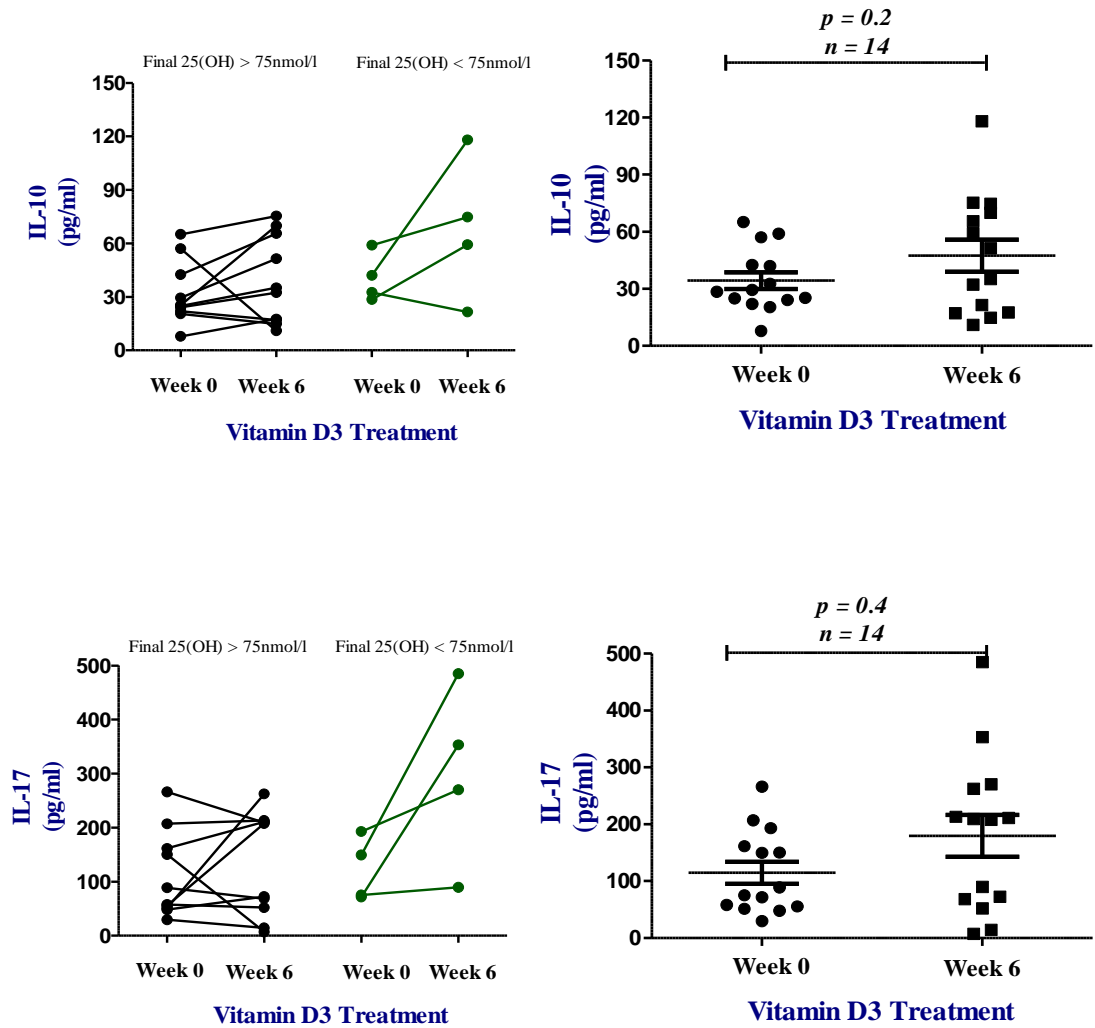 Final 25(OH) > 75nmol/l
Final 25(OH) < 75nmol/l
150
120
90
60
30
0
IL-10
(pg/ml)
Week 0
Week 6
Week 0
Week 6
Vitamin D3 Treatment
p = 0.2
n = 14
150
120
90
60
30
0
IL-10
(pg/ml)
Week 0
Week 6
Vitamin D3 Treatment
Final 25(OH) > 75nmol/l
Final 25(OH) < 75nmol/l
500
400
300
200
100
0
IL-17
(pg/ml)
Week 0
Week 6
Week 0
Week 6
Vitamin D3 Treatment
p = 0.4
n = 14
500
400
300
200
100
0
IL-17
(pg/ml)
Week 0
Week 6
Vitamin D3 Treatment